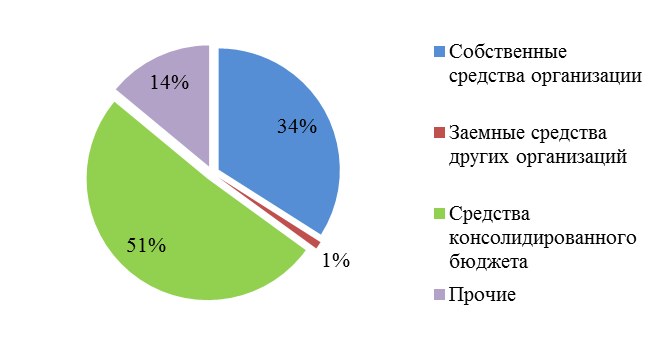 14%
34%
51%
1%
Собственные
средства организации
Заемные средства
других организаций
Средства
консолидированного
бюджета
Прочие